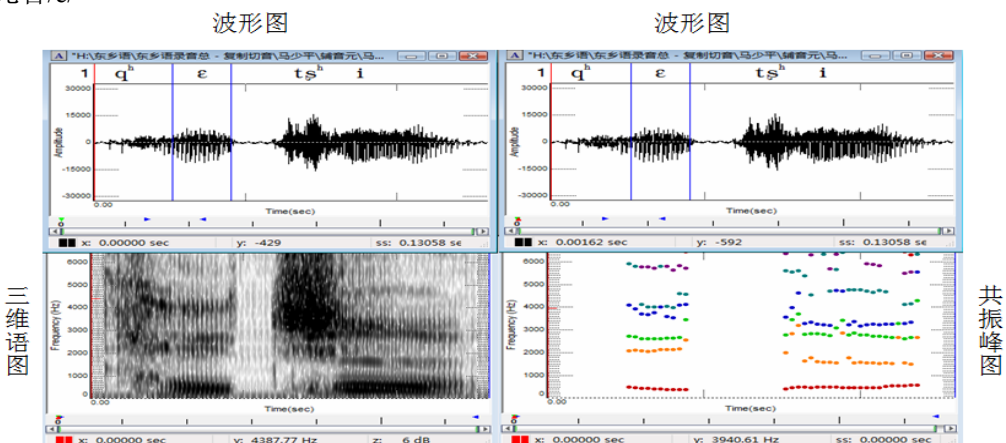 波形图 波形图
"H:\东乡语\东乡语录音总 - 复制切音\马少平\辅音元\马... "H:\东乡语\东乡语录音总 - 复制切音\马少平\辅音元\马...
1 qʰ ɛ tʂʰ i 1 qʰ ɛ tʂʰ i
30000 30000
15000 15000
Amplitude 0 Amplitude 0
-15000 -15000
-30000 -30000
0.00 0.00
Time(sec) Time(sec)
x: 0.00000 sec y: -429 ss: 0.13058 se x: 0.00162 sec y: -592 ss: 0.13058 se
三维语图
共振峰图
6000 6000
5000 5000
4000 4000
Frequency (Hz) Frequency (Hz)
3000 3000
2000 2000
1000 1000
0 0
0.00 0.00
Time(sec) Time(sec)
x: 0.00000 sec y: 4387.77 Hz z: 6 dB x: 0.00000 sec y: 3940.61 Hz ss: 0.00000 sec